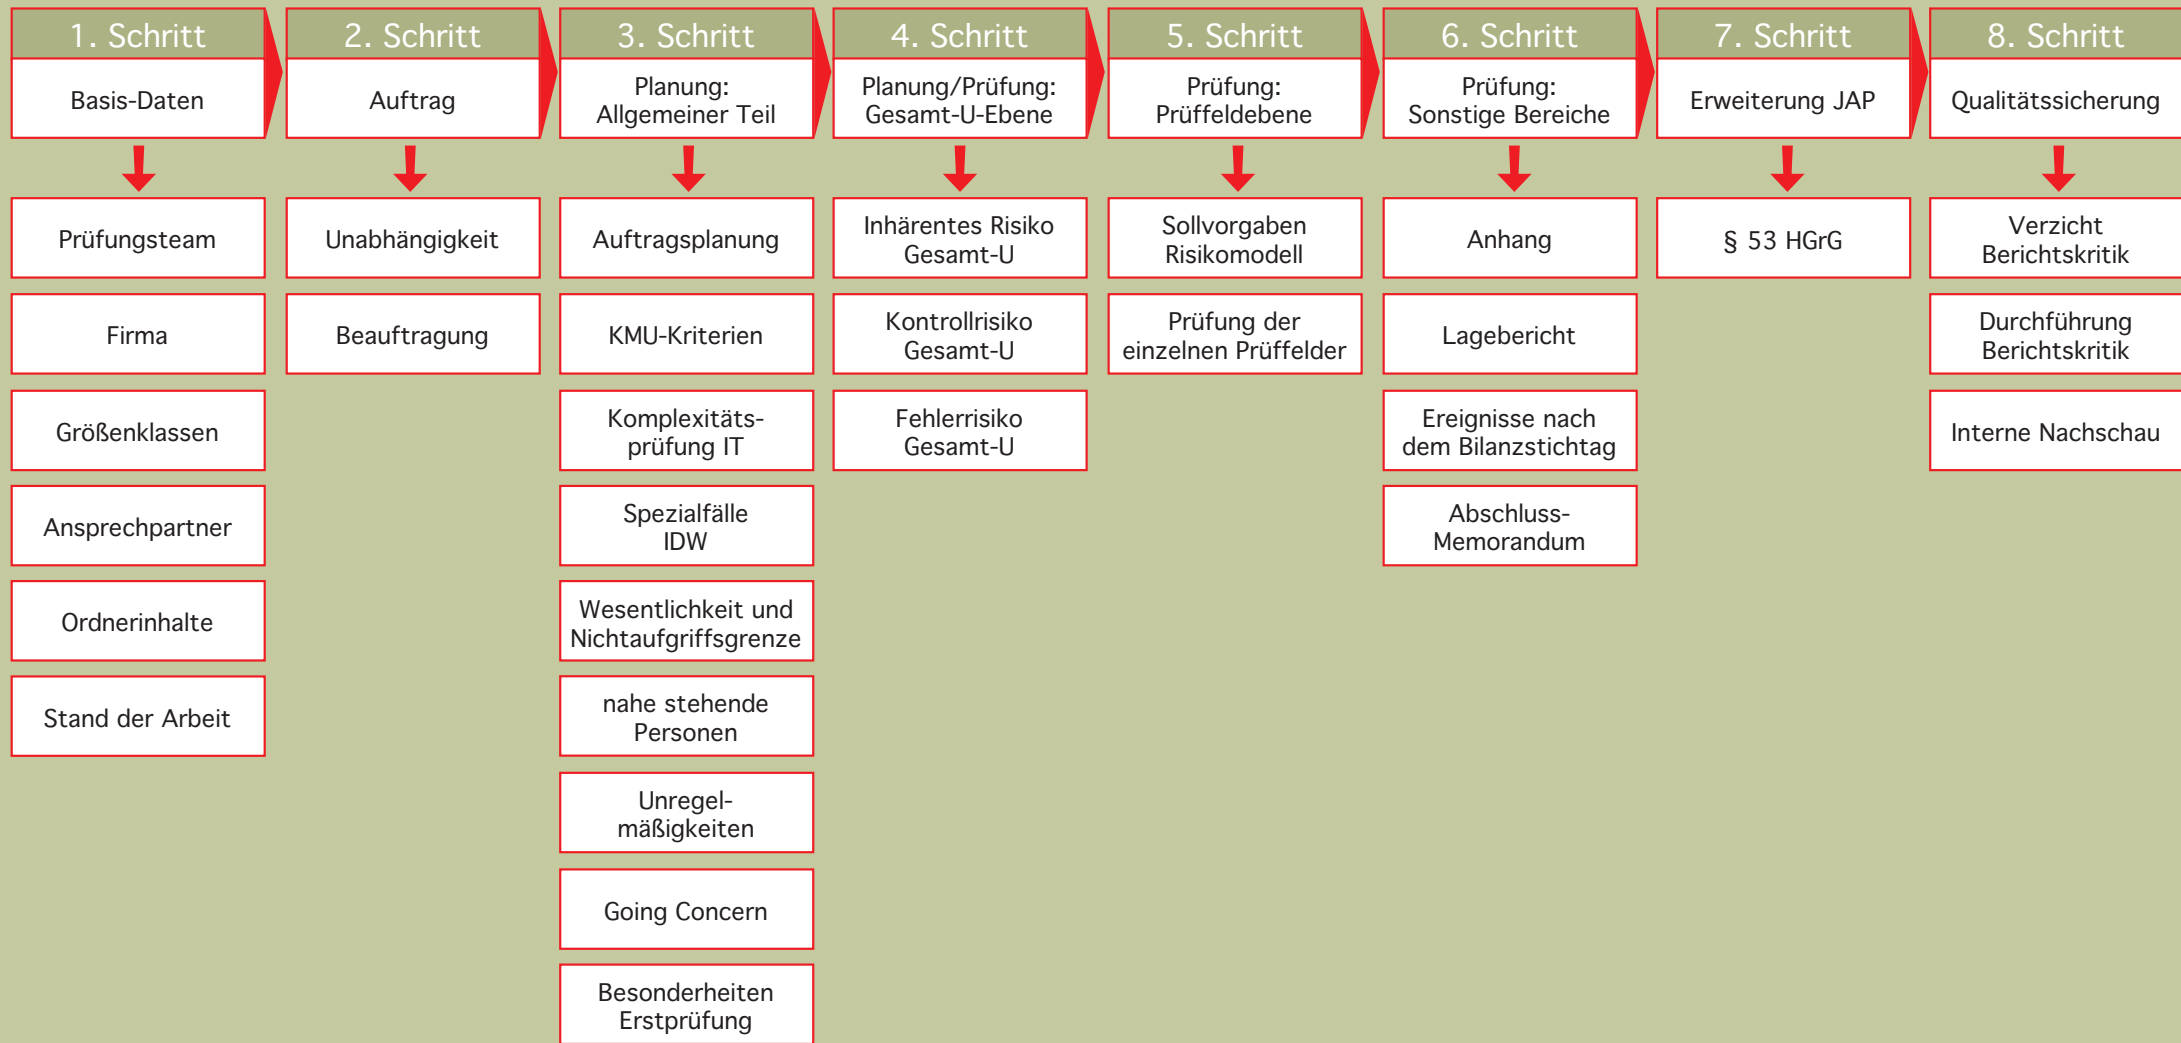 1. Schritt
Basis-Daten
Prüfungsteam
Firma
Größenklassen
Ansprechpartner
Ordnerinhalte
Stand der Arbeit
2. Schritt
Auftrag
Unabhängigkeit
Beauftragung
3. Schritt
Planung:
Allgemeiner Teil
Auftragsplanung
KMU-Kriterien
Komplexitäts-
prüfung IT
Spezialfälle
IDW
Wesentlichkeit und
Nichtaufgriffsgrenze
nahe stehende
Personen
Unregel-
mäßigkeiten
Going Concern
Besonderheiten
Erstprüfung
4. Schritt
Planung/Prüfung:
Gesamt-U-Ebene
Inhärentes Risiko
Gesamt-U
Kontrollrisiko
Gesamt-U
Fehlerrisiko
Gesamt-U
5. Schritt
Prüfung:
Prüffeldebene
Sollvorgaben
Risikomodell
Prüfung der
einzelnen Prüffelder
6. Schritt
Prüfung:
Sonstige Bereiche
Anhang
Lagebericht
Ereignisse nach
dem Bilanzstichtag
Abschluss-
Memorandum
7. Schritt
Erweiterung JAP
§ 53 HGrG
8. Schritt
Qualitätssicherung
Verzicht
Berichtskritik
Durchführung
Berichtskritik
Interne Nachschau